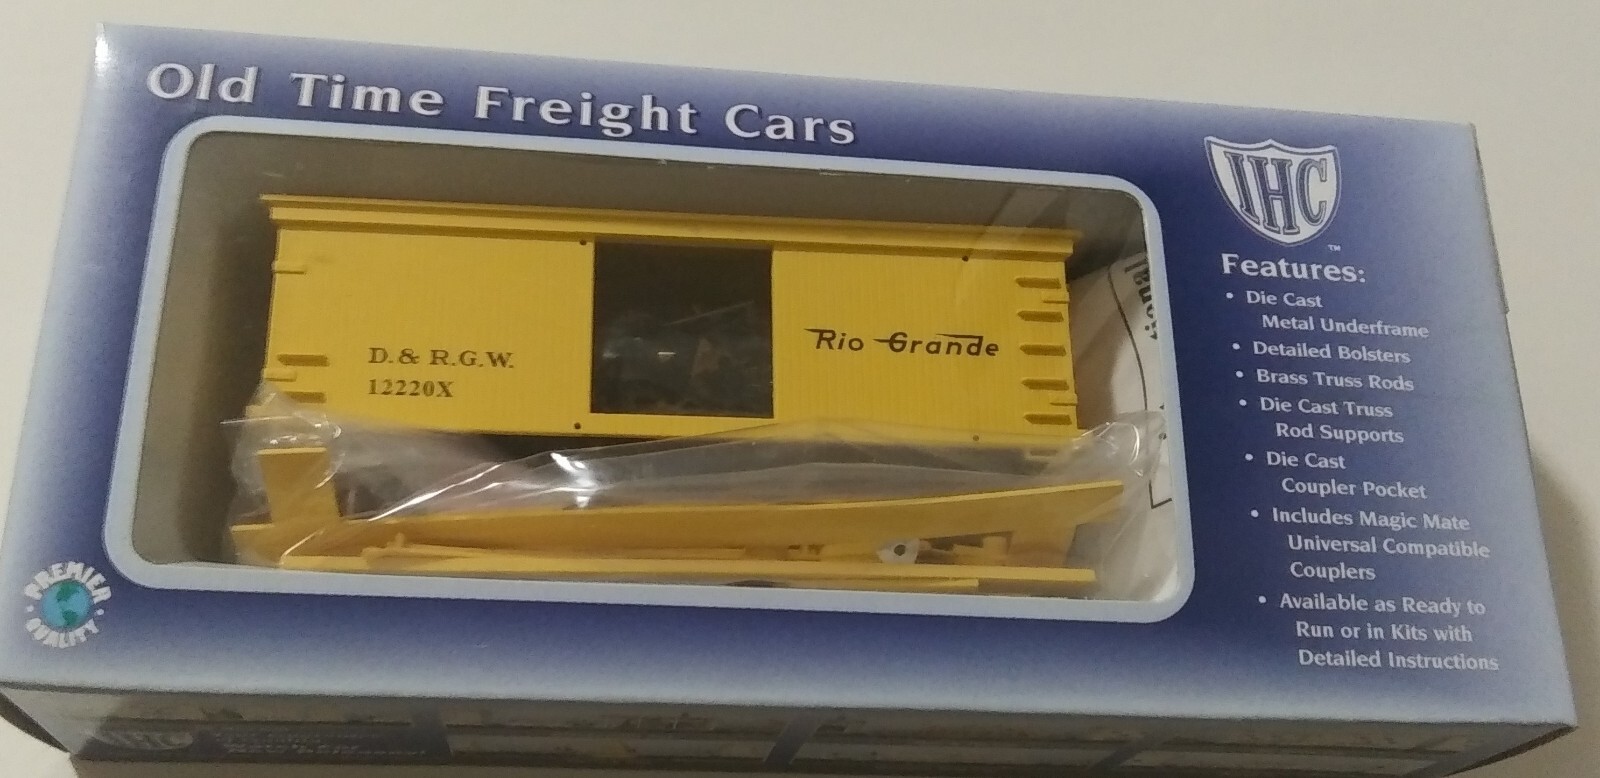 Old Time Freight Cars
IHC
TM
Features:
• Die Cast
Metal Underframe
• Detailed Bolsters
• Brass Truss Rods
• Die Cast Truss
Rod Supports
• Die Cast
Coupler Pocket
• Includes Magic Mate
Universal Compatible
Couplers
• Available as Ready to
Run or in Kits with
Detailed Instructions
D.& R.G.W.
12220X
Rio Grande
PREMIER
QUALITY
IHC